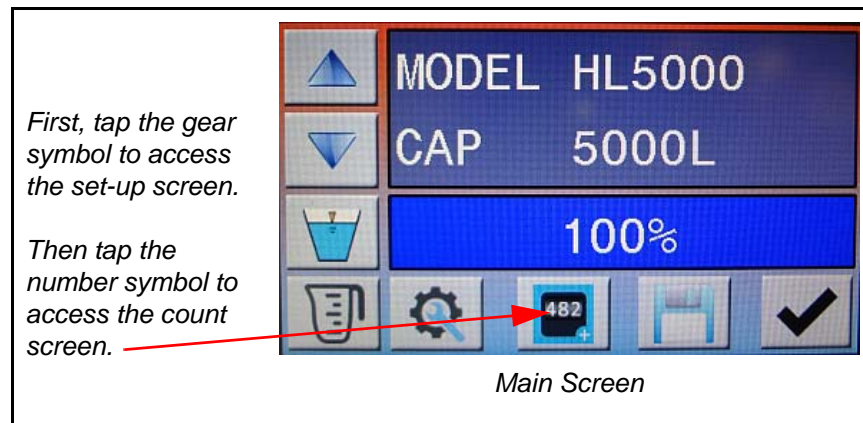 First, tap the gear
symbol to access
the set-up screen.
Then tap the
number symbol to
access the count
screen.
MODEL HL5000
CAP 5000L
100%
482
Main Screen